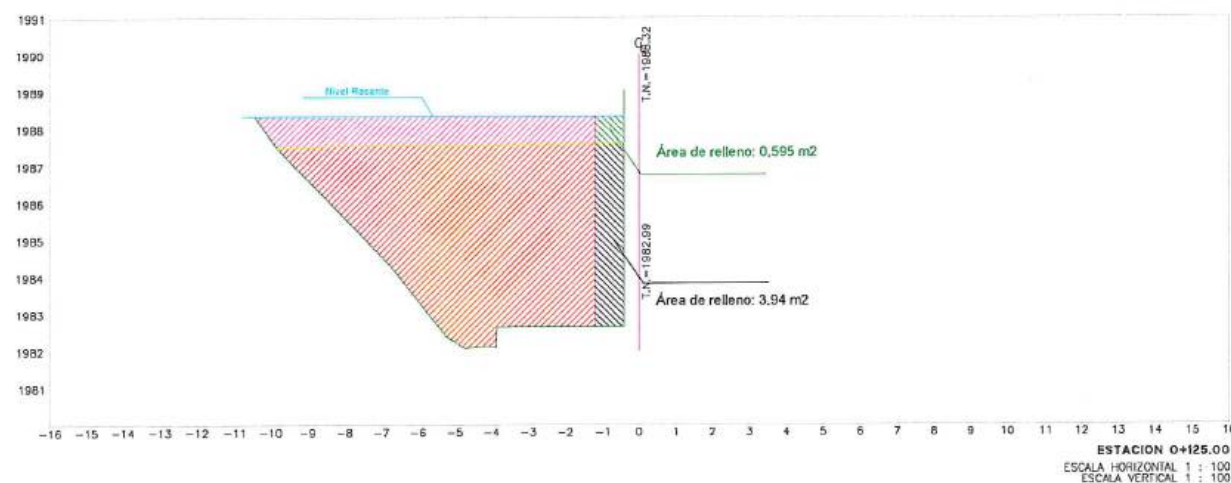 1991
1990
1989
1988
1987
1986
1985
1984
1983
1982
1981
Nivel Rasante
T.N.=1988.32
Área de relleno: 0,595 m2
T.N.=1982.99
Área de relleno: 3.94 m2
-16 -15 -14 -13 -12 -11 -10 -9 -8 -7 -6 -5 -4 -3 -2 -1 0 1 2 3 4 5 6 7 8 9 10 11 12 13 14 15
ESTACION 0+125.00
ESCALA HORIZONTAL 1 : 100
ESCALA VERTICAL 1 : 100